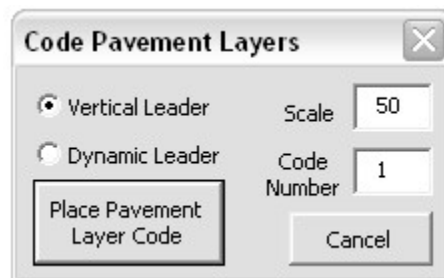 Code Pavement Layers
Vertical Leader
Scale 50
Dynamic Leader
Code
Number 1
Place Pavement
Layer Code
Cancel